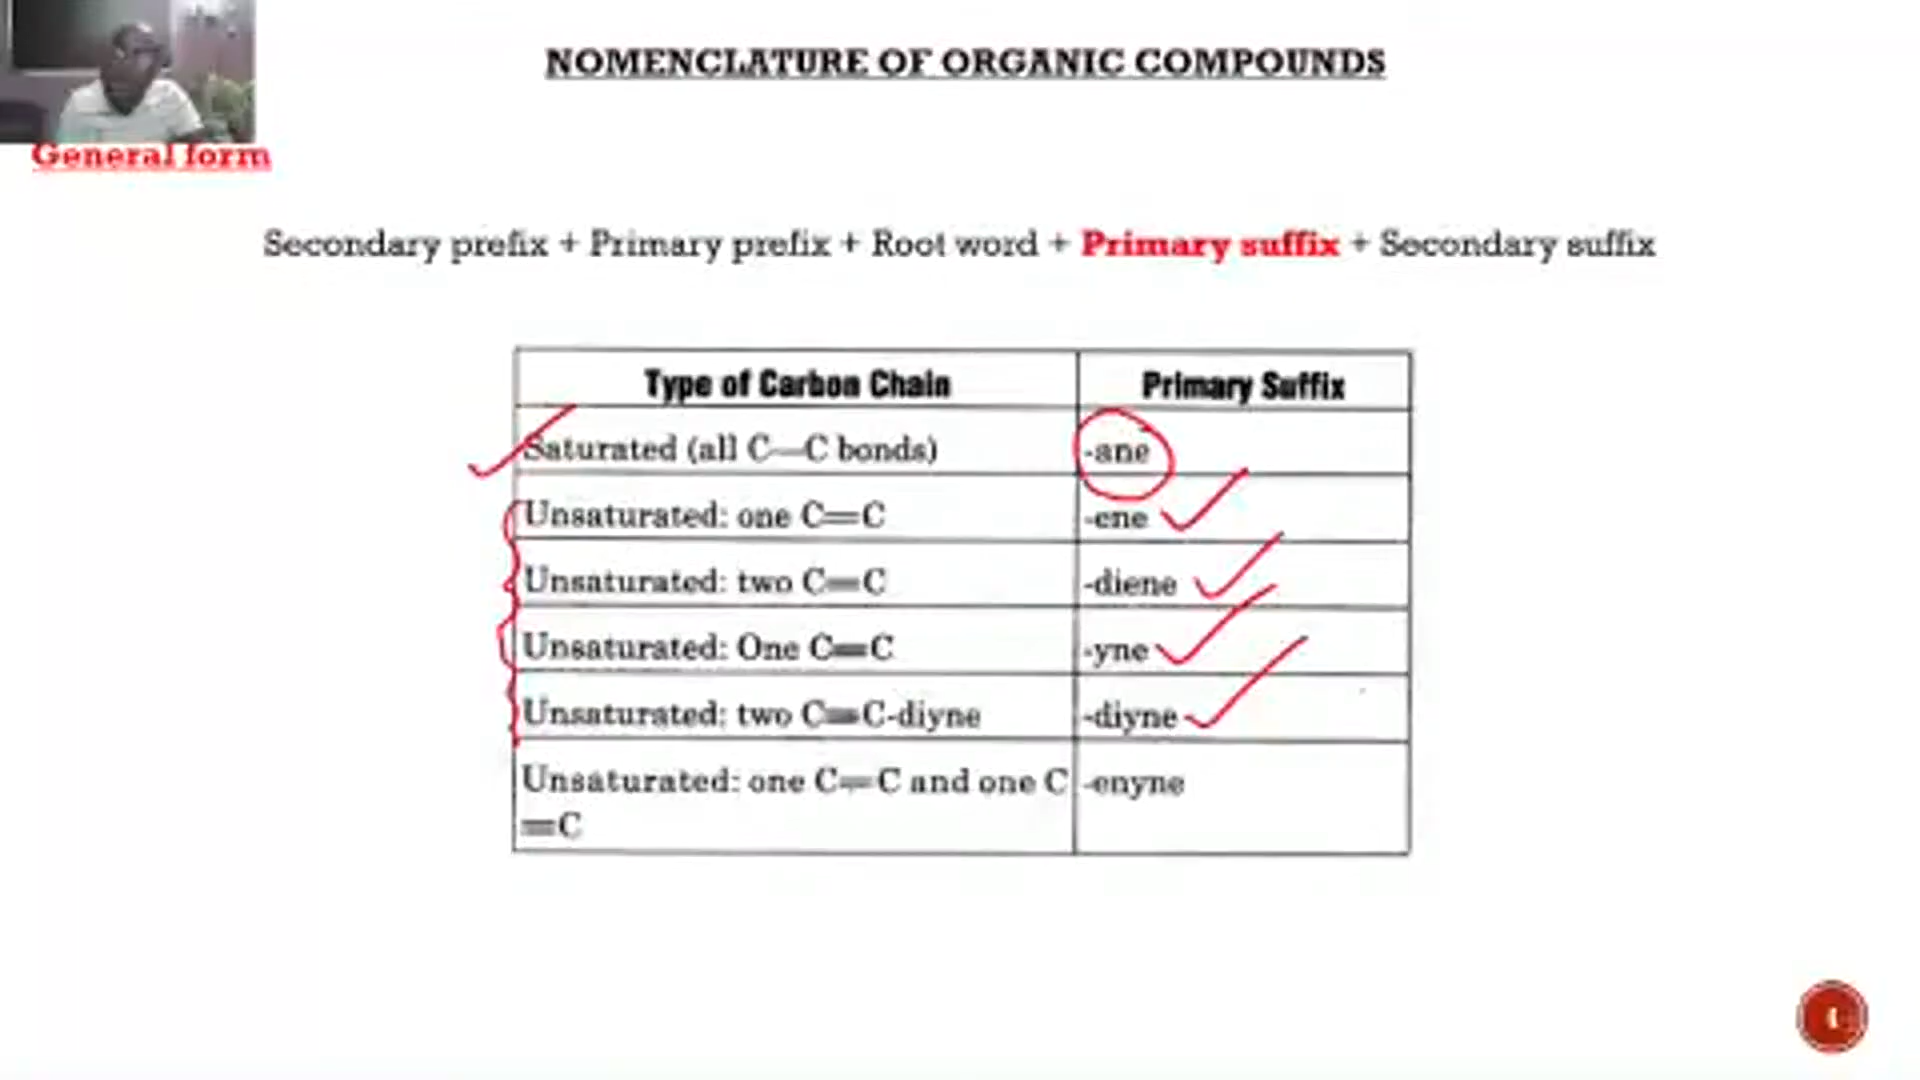 NOMENCLATURE OF ORGANIC COMPOUNDS
General form
Secondary prefix + Primary prefix + Root word + Primary suffix + Secondary suffix
Type of Carbon Chain Primary Suffix
Saturated (all C—C bonds) -ane
Unsaturated: one C=C -ene
Unsaturated: two C=C -diene
Unsaturated: One C≡C -yne
Unsaturated: two C≡C-diyne -diyne
Unsaturated: one C=C and one C -enyne
≡C